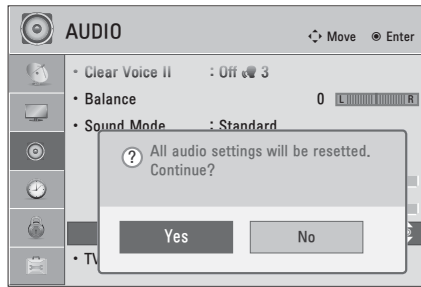 AUDIO
Move Enter
• Clear Voice II : Off 3
• Balance 0 L R
• Sound Mode : Standard
? All audio settings will be resetted.
Continue?
Yes No
• TV